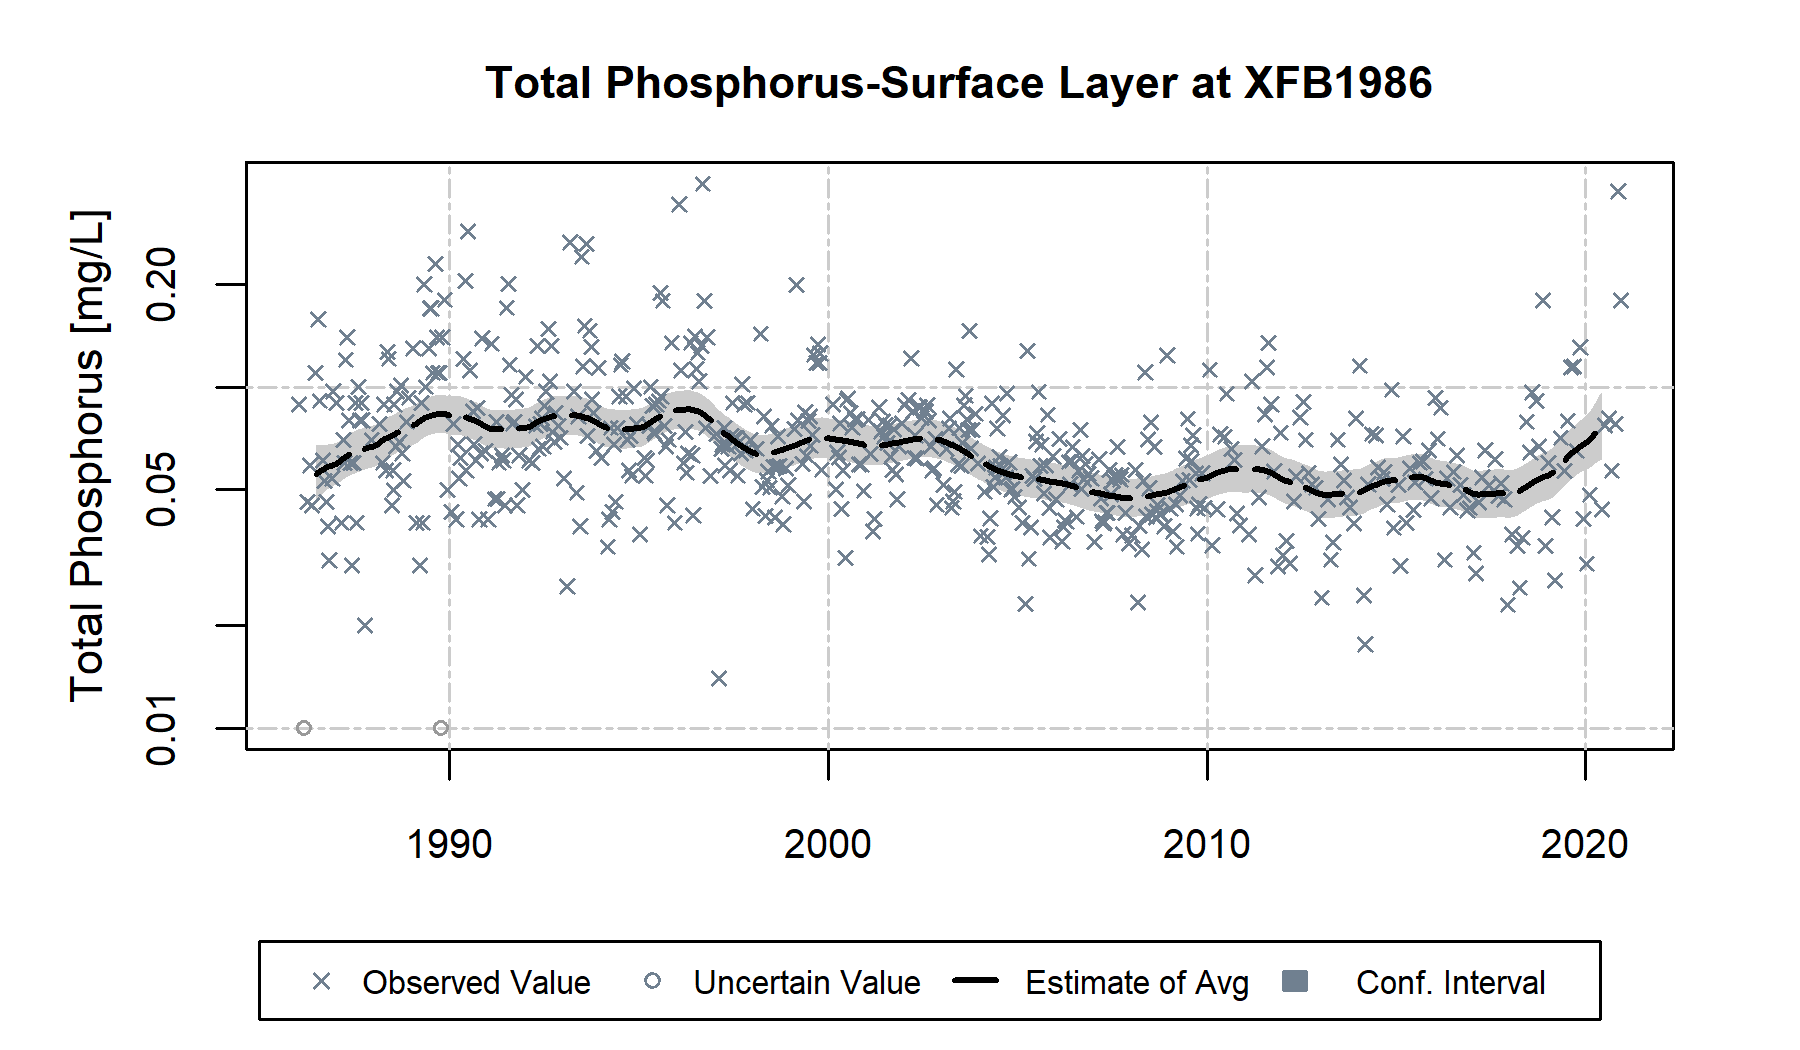 Total Phosphorus-Surface Layer at XFB1986
Total Phosphorus [mg/L]
0.20
0.05
0.01
1990 2000 2010 2020
Observed Value Uncertain Value Estimate of Avg Conf. Interval